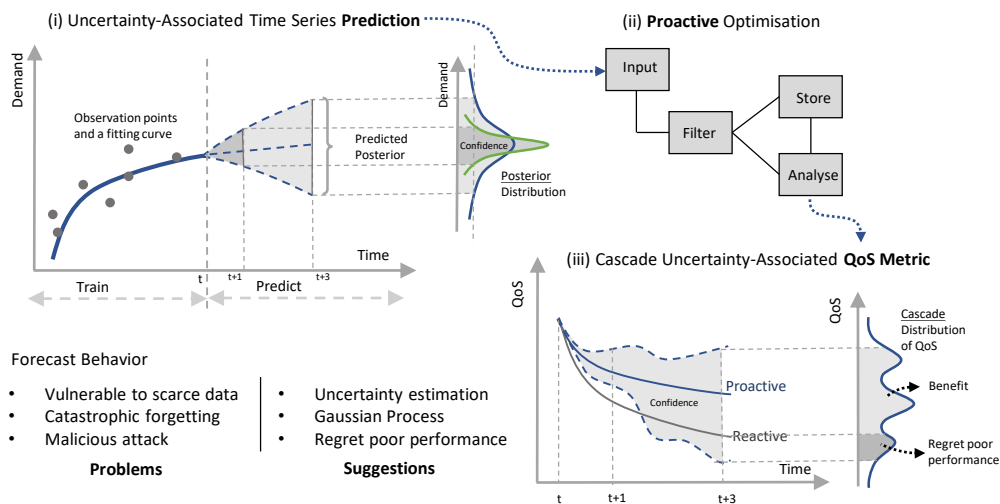 (i) Uncertainty-Associated Time Series Prediction
Demand
Observation points
and a fitting curve
Predicted
Posterior
Time
t
t+1
t+3
Train
Predict
Demand
Confidence
Posterior
Distribution
(ii) Proactive Optimisation
Input
Filter
Store
Analyse
(iii) Cascade Uncertainty-Associated QoS Metric
QoS
Proactive
Confidence
Reactive
Time
t
t+1
t+3
QoS
Cascade
Distribution
of QoS
Benefit
Regret poor
performance
Forecast Behavior
• Vulnerable to scarce data
• Catastrophic forgetting
• Malicious attack
Problems
• Uncertainty estimation
• Gaussian Process
• Regret poor performance
Suggestions